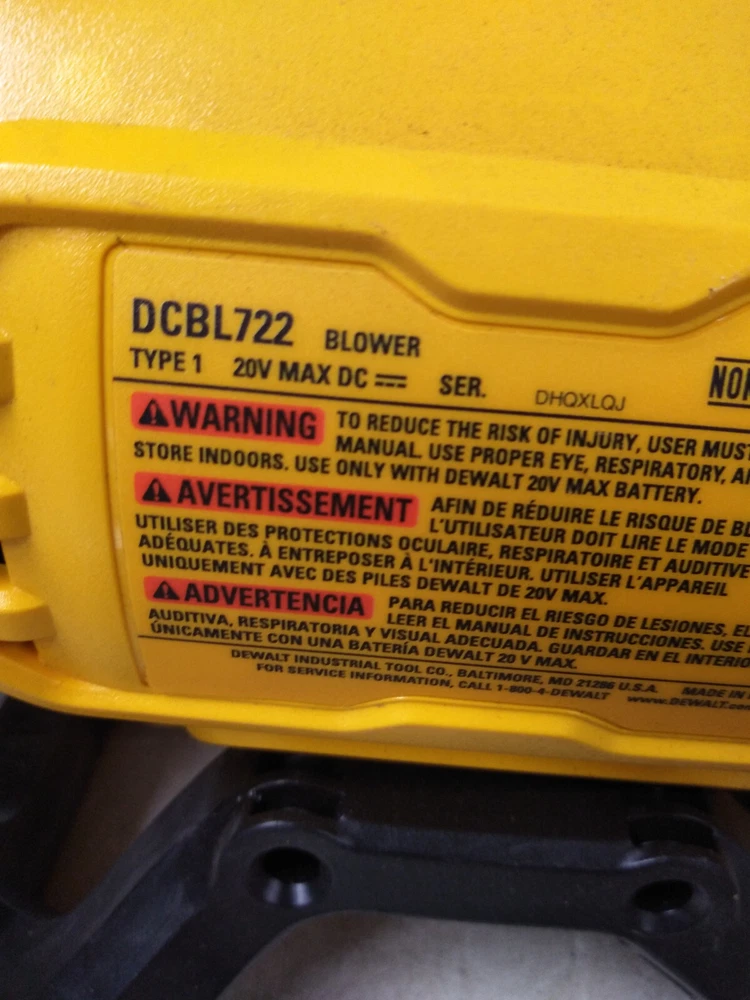 DCBL722 BLOWER
TYPE 1 20V MAX DC SER. DHQXLQJ
WARNING TO REDUCE THE RISK OF INJURY, USER MUST
MANUAL. USE PROPER EYE, RESPIRATORY,
STORE INDOORS. USE ONLY WITH DEWALT 20V MAX BATTERY.
AVERTISSEMENT AFIN DE RÉDUIRE LE RISQUE DE
L'UTILISATEUR DOIT LIRE LE MODE
UTILISER DES PROTECTIONS OCULAIRE, RESPIRATOIRE ET AUDITIVE
ADÉQUATES. À ENTREPOSER À L'INTÉRIEUR. UTILISER L'APPAREIL
UNIQUEMENT AVEC DES PILES DEWALT DE 20V MAX.
ADVERTENCIA PARA REDUCIR EL RIESGO DE LESIONES, EL
LEER EL MANUAL DE INSTRUCCIONES. USE
AUDITIVA, RESPIRATORIA Y VISUAL ADECUADA. GUARDAR EN EL INTERIOR
ÚNICAMENTE CON UNA BATERÍA DEWALT 20 V MAX.
DEWALT INDUSTRIAL TOOL CO., BALTIMORE, MD 21286 U.S.A. MADE IN
FOR SERVICE INFORMATION, CALL 1-800-4-DEWALT www.DEWALT.com